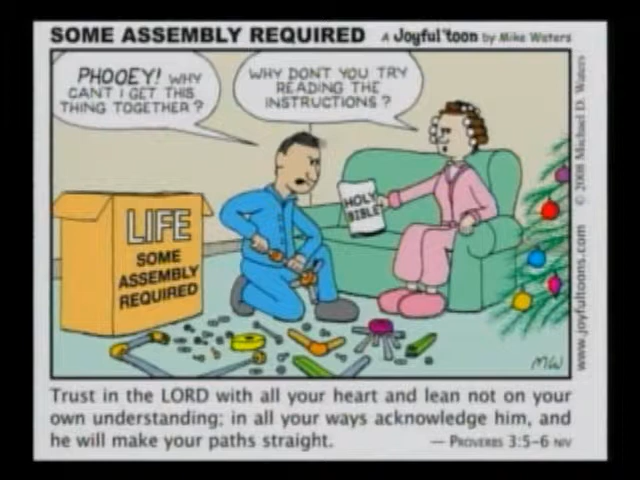 SOME ASSEMBLY REQUIRED A Joyful'toon by Mike Waters
PHOOEY! WHY
CAN'T I GET THIS
THING TOGETHER?
WHY DON'T YOU TRY
READING THE
INSTRUCTIONS?
HOLY
BIBLE
LIFE
SOME
ASSEMBLY
REQUIRED
MW
© 2008 Michael D. Waters
www.joyfultoons.com
Trust in the LORD with all your heart and lean not on your
own understanding; in all your ways acknowledge him, and
he will make your paths straight. — PROVERBS 3:5-6 NIV